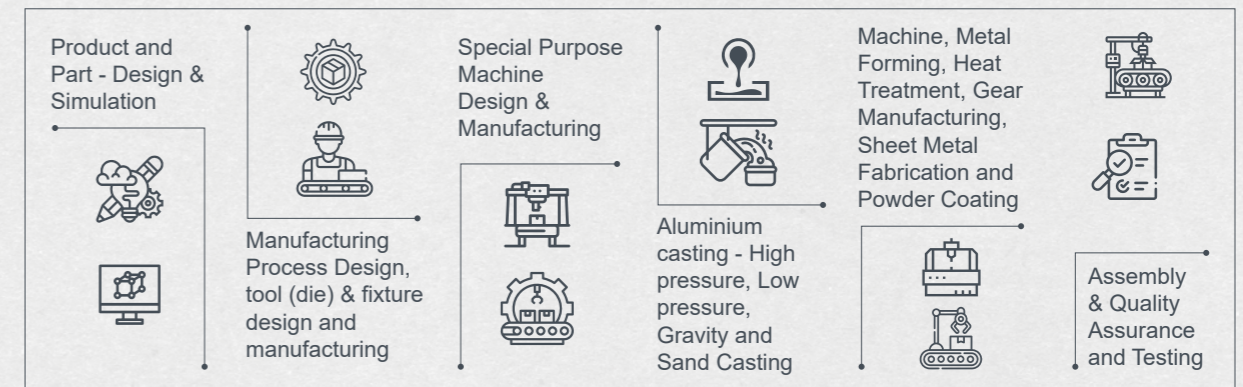 Product and
Part - Design &
Simulation
Manufacturing
Process Design,
tool (die) & fixture
design and
manufacturing
Special Purpose
Machine
Design &
Manufacturing
Aluminium
casting - High
pressure, Low
pressure,
Gravity and
Sand Casting
Machine, Metal
Forming, Heat
Treatment, Gear
Manufacturing,
Sheet Metal
Fabrication and
Powder Coating
Assembly
& Quality
Assurance
and Testing